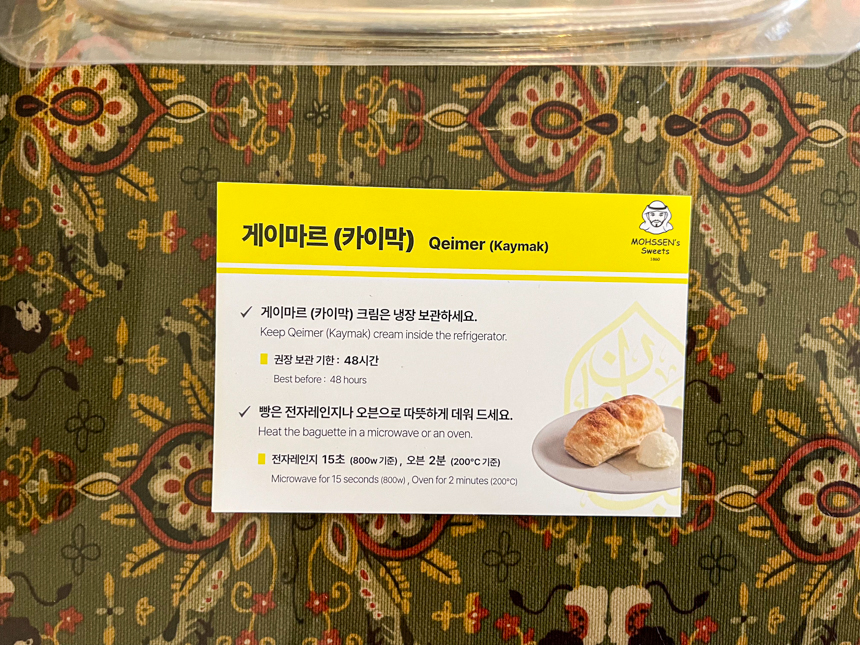 게이마르 (카이막) Qeimer (Kaymak)
MOHSSEN's
Sweets
게이마르 (카이막) 크림은 냉장 보관하세요.
Keep Qeimer (Kaymak) cream inside the refrigerator.
권장 보관 기한 : 48시간
Best before : 48 hours
빵은 전자레인지나 오븐으로 따뜻하게 데워 드세요.
Heat the baguette in a microwave or an oven.
전자레인지 15초 (800w 기준) , 오븐 2분 (200°C 기준)
Microwave for 15 seconds (800w) , Oven for 2 minutes (200°C)